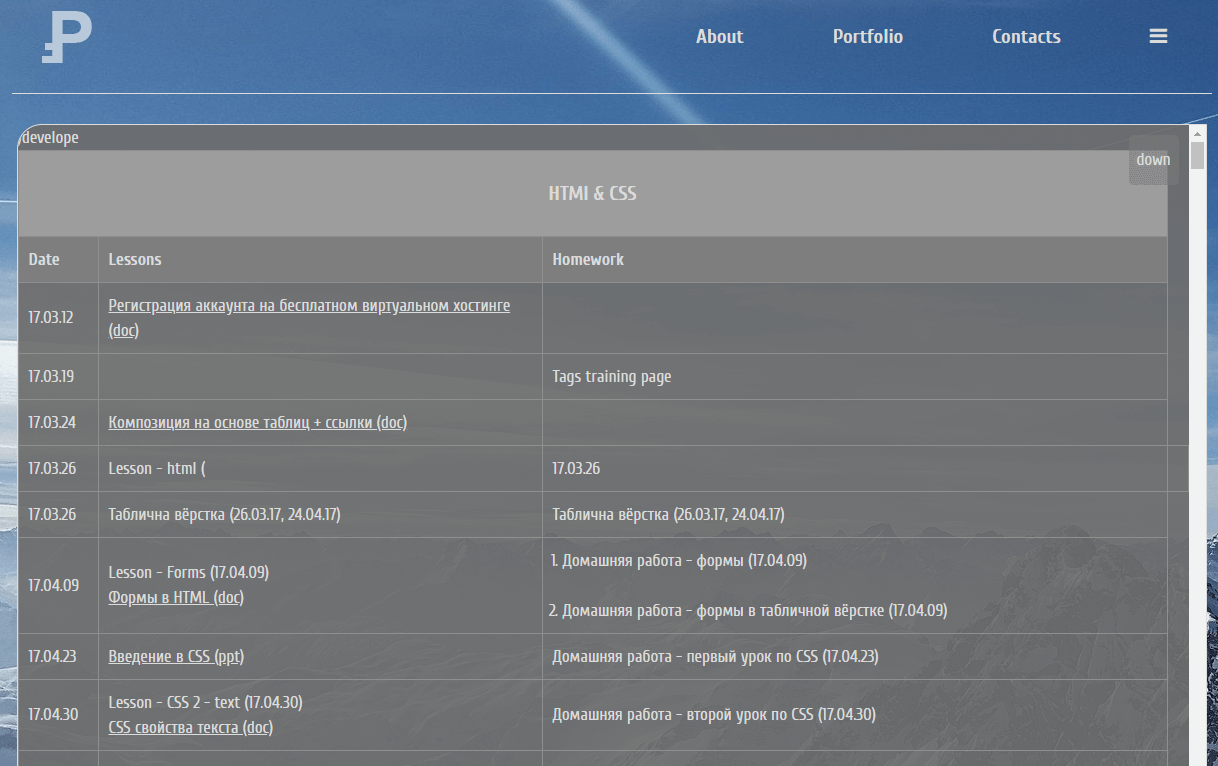 About Portfolio Contacts
develope
down
HTMl & CSS
Date Lessons Homework
17.03.12 Регистрация аккаунта на бесплатном виртуальном хостинге
(doc)
17.03.19 Tags training page
17.03.24 Композиция на основе таблиц + ссылки (doc)
17.03.26 Lesson - html ( 17.03.26
17.03.26 Таблична вёрстка (26.03.17, 24.04.17) Таблична вёрстка (26.03.17, 24.04.17)
17.04.09 Lesson - Forms (17.04.09)
Формы в HTML (doc)
1. Домашняя работа - формы (17.04.09)
2. Домашняя работа - формы в табличной вёрстке (17.04.09)
17.04.23 Введение в CSS (ppt) Домашняя работа - первый урок по CSS (17.04.23)
17.04.30 Lesson - CSS 2 - text (17.04.30)
CSS свойства текста (doc)
Домашняя работа - второй урок по CSS (17.04.30)